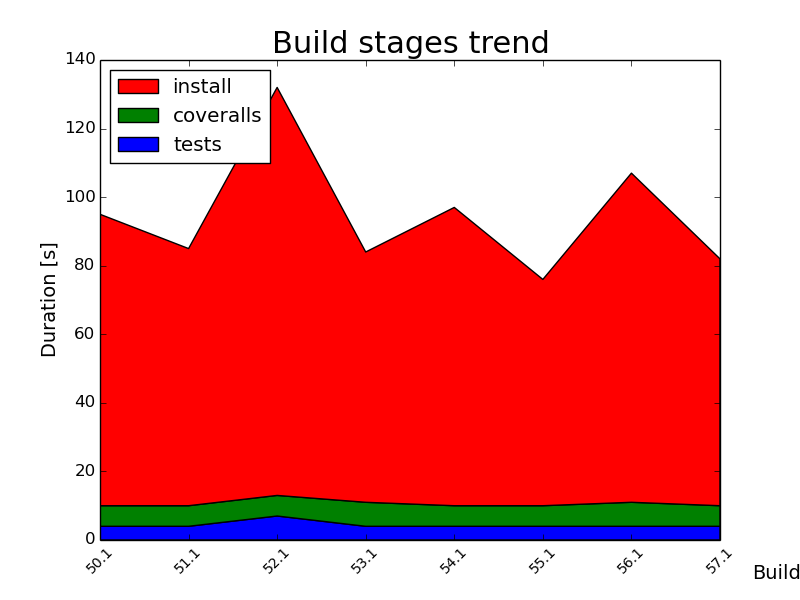 Build stages trend
install
coveralls
tests
Duration [s]
140
120
100
80
60
40
20
0
50.1
51.1
52.1
53.1
54.1
55.1
56.1
57.1
Build